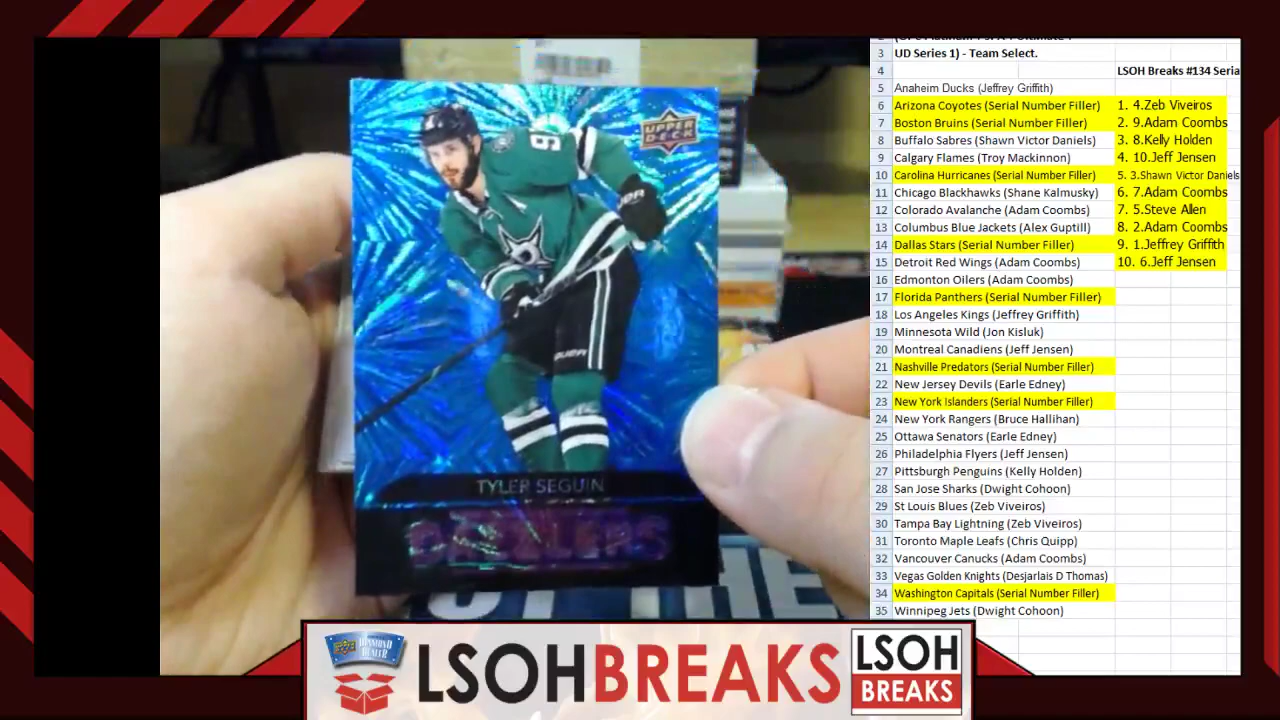 3 UD Series 1) - Team Select.
4 LSOH Breaks #134 Seria
5 Anaheim Ducks (Jeffrey Griffith)
6 Arizona Coyotes (Serial Number Filler) 1. 4.Zeb Viveiros
7 Boston Bruins (Serial Number Filler) 2. 9.Adam Coombs
8 Buffalo Sabres (Shawn Victor Daniels) 3. 8.Kelly Holden
9 Calgary Flames (Troy Mackinnon) 4. 10.Jeff Jensen
10 Carolina Hurricanes (Serial Number Filler) 5. 3.Shawn Victor Daniels
11 Chicago Blackhawks (Shane Kalmusky) 6. 7.Adam Coombs
12 Colorado Avalanche (Adam Coombs) 7. 5.Steve Allen
13 Columbus Blue Jackets (Alex Guptill) 8. 2.Adam Coombs
14 Dallas Stars (Serial Number Filler) 9. 1.Jeffrey Griffith
15 Detroit Red Wings (Adam Coombs) 10. 6.Jeff Jensen
16 Edmonton Oilers (Adam Coombs)
17 Florida Panthers (Serial Number Filler)
18 Los Angeles Kings (Jeffrey Griffith)
19 Minnesota Wild (Jon Kisluk)
20 Montreal Canadiens (Jeff Jensen)
21 Nashville Predators (Serial Number Filler)
22 New Jersey Devils (Earle Edney)
23 New York Islanders (Serial Number Filler)
24 New York Rangers (Bruce Hallihan)
25 Ottawa Senators (Earle Edney)
26 Philadelphia Flyers (Jeff Jensen)
27 Pittsburgh Penguins (Kelly Holden)
28 San Jose Sharks (Dwight Cohoon)
29 St Louis Blues (Zeb Viveiros)
30 Tampa Bay Lightning (Zeb Viveiros)
31 Toronto Maple Leafs (Chris Quipp)
32 Vancouver Canucks (Adam Coombs)
33 Vegas Golden Knights (Desjarlais D Thomas)
34 Washington Capitals (Serial Number Filler)
35 Winnipeg Jets (Dwight Cohoon)
UPPER
DECK
9
BAUER
TYLER SEGUIN
DAZZLERS
DIAMOND
DEALER
LSOHBREAKS
LSOH
BREAKS